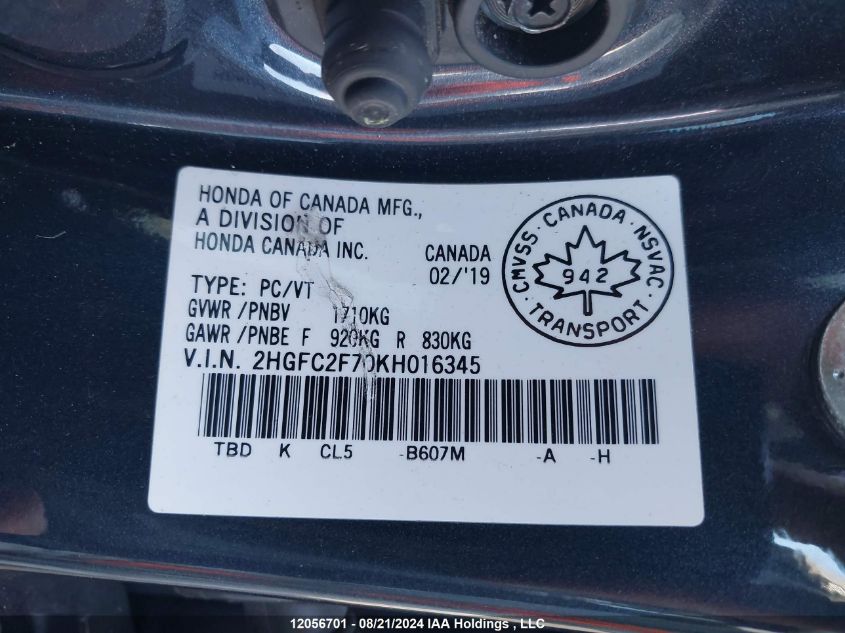 HONDA OF CANADA MFG.,
A DIVISION OF
HONDA CANADA INC.
CANADA
02/'19
TYPE: PC/VT
GVWR /PNBV 1710KG
GAWR /PNBE F 920KG R 830KG
V.I.N. 2HGFC2F70KH016345
TBD K CL5 -B607M -A -H
CMVSS · CANADA · NSVAC
942
TRANSPORT
12056701 - 08/21/2024 IAA Holdings , LLC